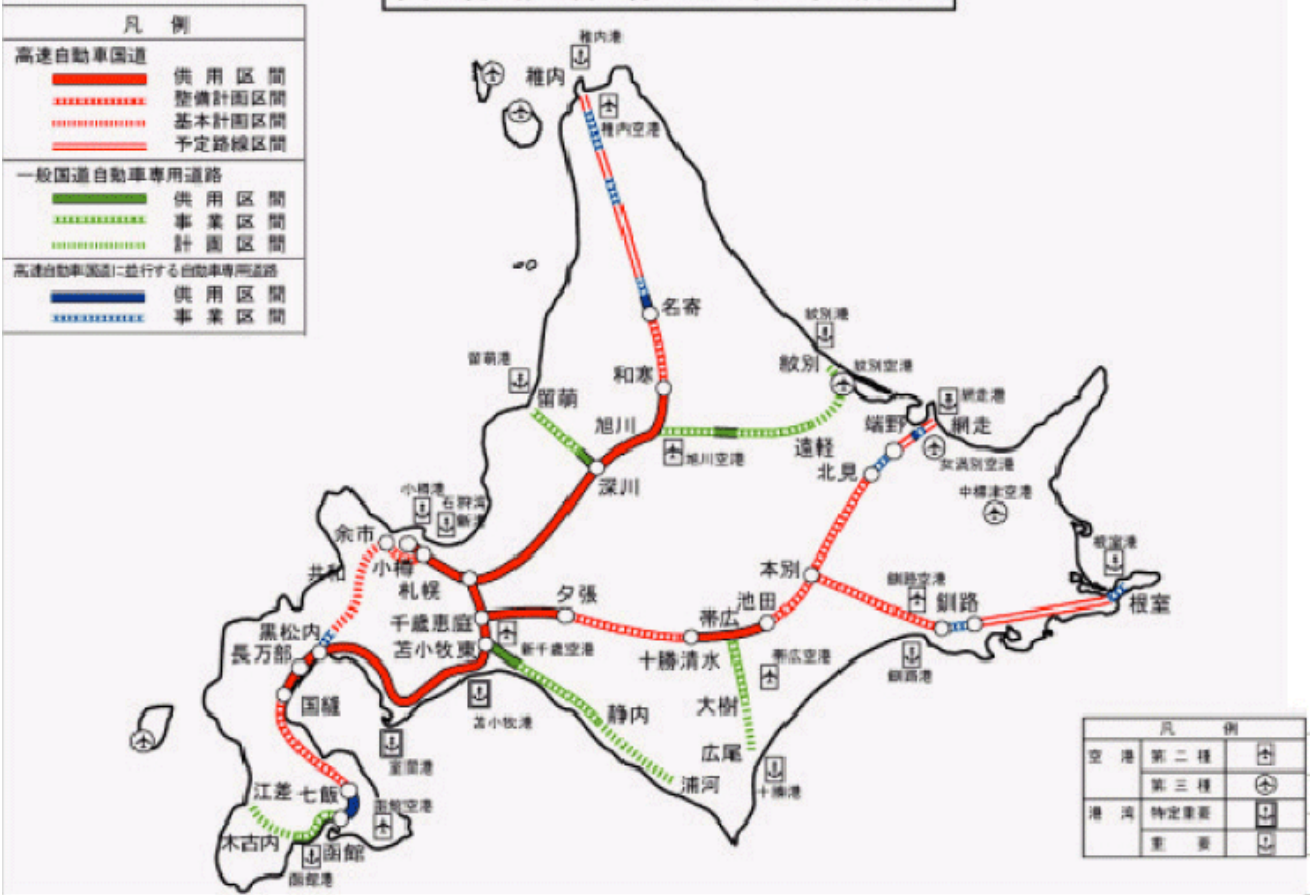 凡 例
高速自動車国道
供 用 区 間
整備計画区間
基本計画区間
予定路線区間
一般国道自動車専用道路
供 用 区 間
事 業 区 間
計 画 区 間
高速自動車国道に並行する自動車専用道路
供 用 区 間
事 業 区 間
稚内港
稚内
稚内空港
名寄
紋別港
紋別
紋別空港
和寒
留萌港
留萌
旭川
旭川空港
網走港
端野
網走
遠軽
女満別空港
北見
深川
中標津空港
小樽港
石狩湾
新港
余市
小樽
札幌
共和
根室港
根室
本別
釧路空港
釧路
釧路港
夕張
池田
帯広
千歳恵庭
黒松内
苫小牧東
新千歳空港
長万部
十勝清水
帯広空港
国縫
静内
大樹
苫小牧港
室蘭港
広尾
浦河
十勝港
江差
七飯
函館空港
木古内
函館
函館港
凡 例
空 港
第 二 種
第 三 種
港 湾
特定重要
重 要